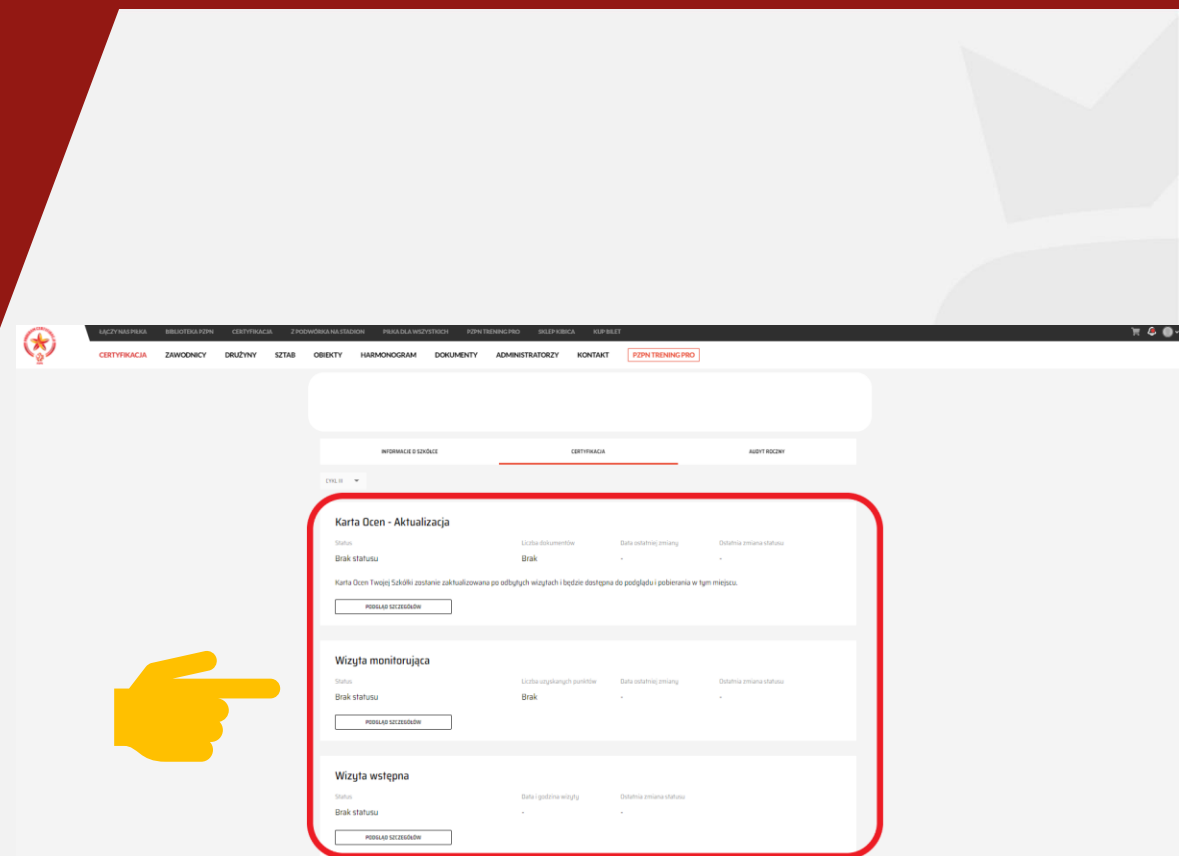 ŁĄCZY NAS PIŁKA BIBLIOTEKA PZPN CERTYFIKACJA Z PODWÓRKA NA STADION PIŁKA DLA WSZYSTKICH PZPN TRENING PRO SKLEP KIBICA KUP BILET
CERTYFIKACJA ZAWODNICY DRUŻYNY SZTAB OBIEKTY HARMONOGRAM DOKUMENTY ADMINISTRATORZY KONTAKT PZPN TRENING PRO
INFORMACJE O SZKÓŁCE CERTYFIKACJA AUDYT ROCZNY
CYKL III
Karta Ocen - Aktualizacja
Status Liczba dokumentów Data ostatniej zmiany Ostatnia zmiana statusu
Brak statusu Brak - -
Karta Ocen Twojej Szkółki zostanie zaktualizowana po odbytych wizytach i będzie dostępna do podglądu i pobierania w tym miejscu.
PODGLĄD SZCZEGÓŁÓW
Wizyta monitorująca
Status Liczba uzyskanych punktów Data ostatniej zmiany Ostatnia zmiana statusu
Brak statusu Brak - -
PODGLĄD SZCZEGÓŁÓW
Wizyta wstępna
Status Data i godzina wizyty Ostatnia zmiana statusu
Brak statusu - -
PODGLĄD SZCZEGÓŁÓW